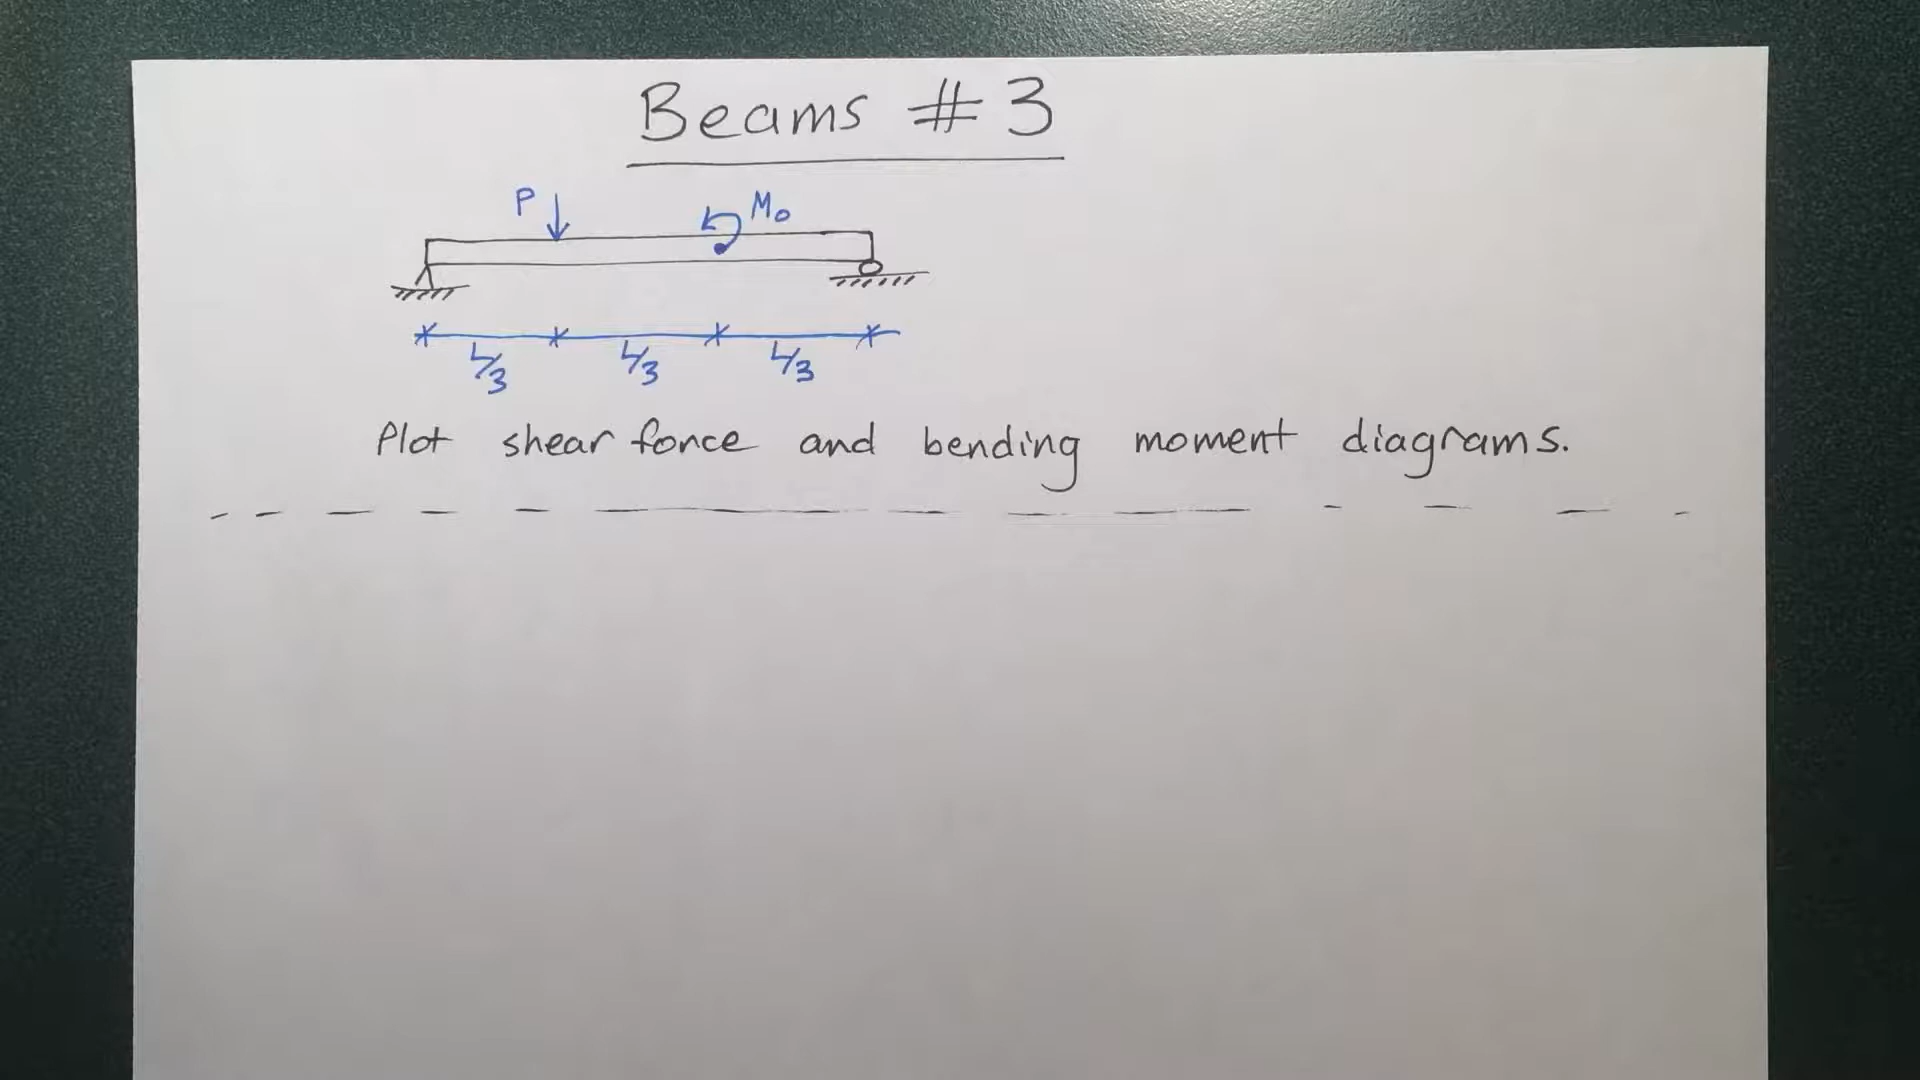 Beams # 3
P M₀
L/3 L/3 L/3
Plot shear force and bending moment diagrams.